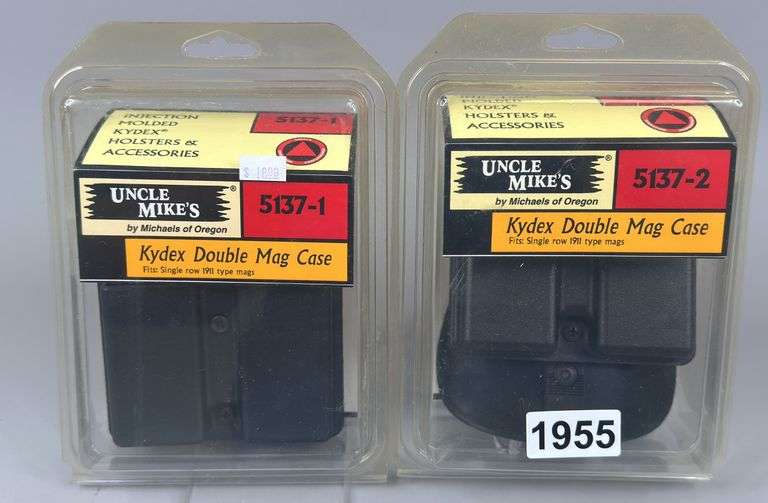 INJECTION
MOLDED
KYDEX®
HOLSTERS &
ACCESSORIES
5137-1
UNCLE
MIKE'S®
by Michaels of Oregon
5137-1
Kydex Double Mag Case
Fits: Single row 1911 type mags
MOLDED
KYDEX®
HOLSTERS &
ACCESSORIES
UNCLE
MIKE'S®
by Michaels of Oregon
5137-2
Kydex Double Mag Case
Fits: Single row 1911 type mags
1955